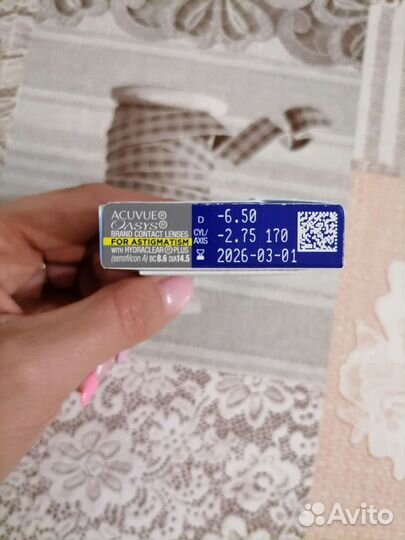 ACUVUE®
OASYS®
BRAND CONTACT LENSES
FOR ASTIGMATISM
WITH HYDRACLEAR® PLUS
(senofilcon A) BC 8.6 DIA 14.5
D -6.50
CYL/AXIS -2.75 170
2026-03-01
Avito